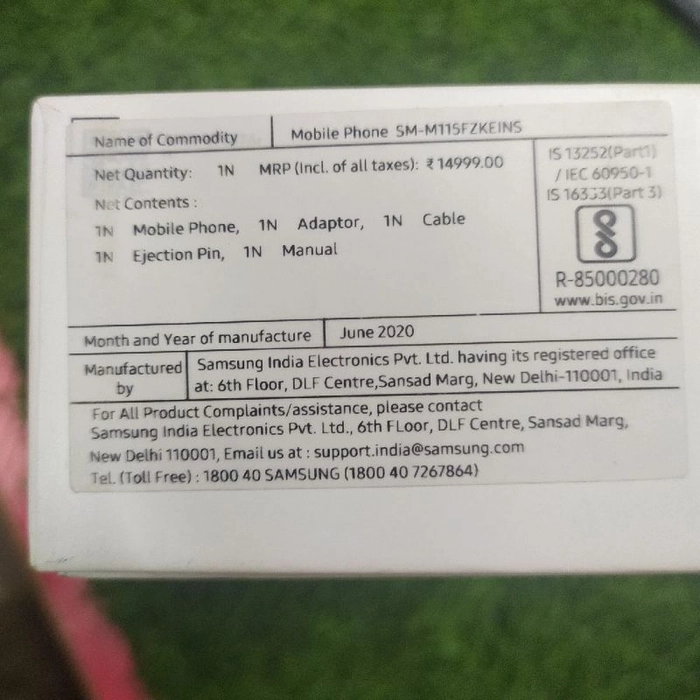 Name of Commodity Mobile Phone SM-M115FZKEINS
Net Quantity: 1N MRP (Incl. of all taxes): ₹ 14999.00
Net Contents :
1N Mobile Phone, 1N Adaptor, 1N Cable
1N Ejection Pin, 1N Manual
IS 13252(Part1)
/ IEC 60950-1
IS 16333(Part 3)
R-85000280
www.bis.gov.in
Month and Year of manufacture June 2020
Manufactured by
Samsung India Electronics Pvt. Ltd. having its registered office
at: 6th Floor, DLF Centre,Sansad Marg, New Delhi-110001, India
For All Product Complaints/assistance, please contact
Samsung India Electronics Pvt. Ltd., 6th FLoor, DLF Centre, Sansad Marg,
New Delhi 110001, Email us at : support.india@samsung.com
Tel. (Toll Free) : 1800 40 SAMSUNG (1800 40 7267864)